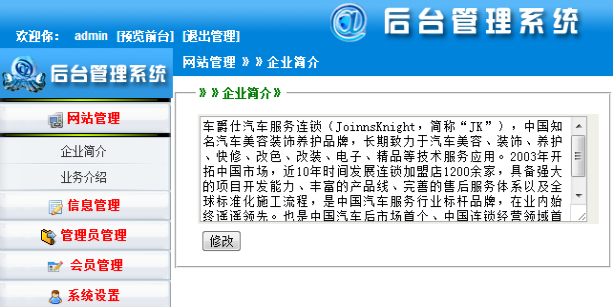 后台管理系统
欢迎你： admin [预览前台] [退出管理]
后台管理系统
网站管理 》》企业简介
网站管理
企业简介
业务介绍
信息管理
管理员管理
会员管理
系统设置
》》企业简介》
车爵仕汽车服务连锁（JoinnsKnight，简称“JK”），中国知
名汽车美容装饰养护品牌，长期致力于汽车美容、装饰、养护
、快修、改色、改装、电子、精品等技术服务应用。2003年开
拓中国市场，近10年时间发展连锁加盟店1200余家，具备强大
的项目开发能力、丰富的产品线、完善的售后服务体系以及全
球标准化施工流程，是中国汽车服务行业标杆品牌，在业内始
终遥遥领先。也是中国汽车后市场首个、中国连锁经营领域首
修改